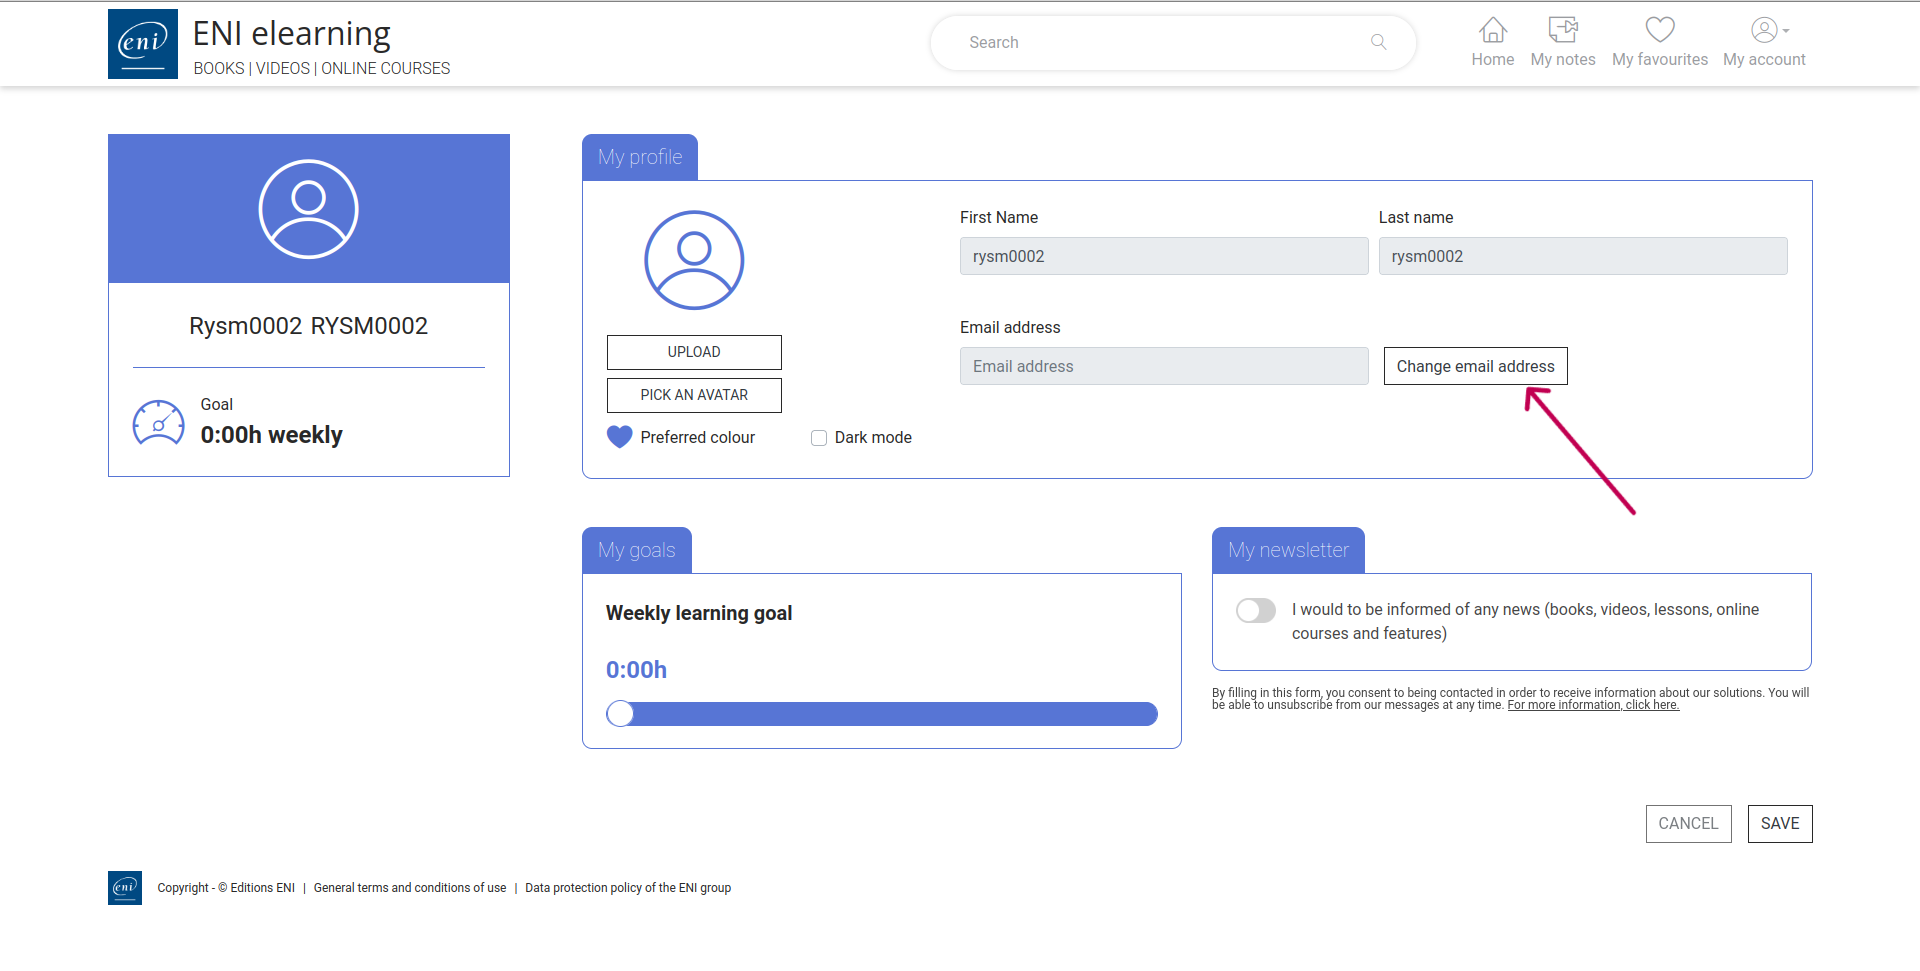 eni
ENI elearning
BOOKS | VIDEOS | ONLINE COURSES
Search
Home
My notes
My favourites
My account
Rysm0002 RYSM0002
Goal
0:00h weekly
My profile
UPLOAD
PICK AN AVATAR
Preferred colour
Dark mode
First Name
rysm0002
Last name
rysm0002
Email address
Email address
Change email address
My goals
Weekly learning goal
0:00h
My newsletter
I would to be informed of any news (books, videos, lessons, online
courses and features)
By filling in this form, you consent to being contacted in order to receive information about our solutions. You will
be able to unsubscribe from our messages at any time. For more information, click here.
CANCEL
SAVE
eni
Copyright - © Editions ENI | General terms and conditions of use | Data protection policy of the ENI group